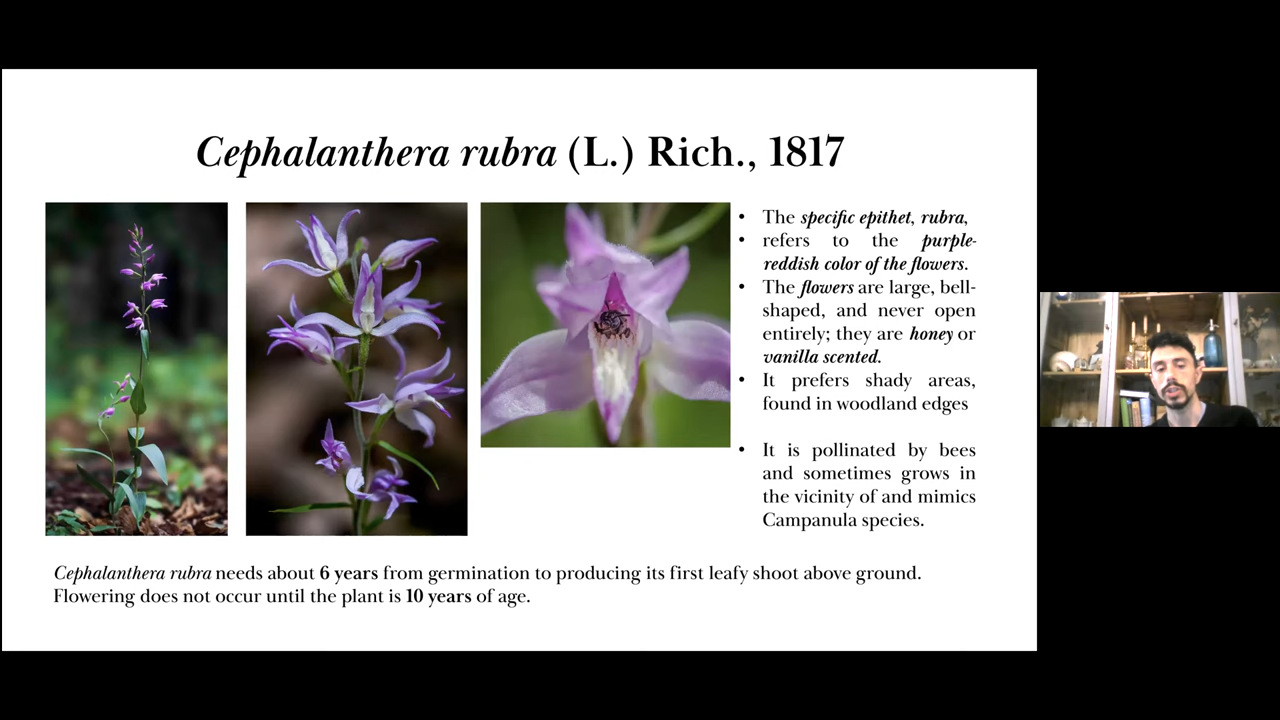 Cephalanthera rubra (L.) Rich., 1817
• The specific epithet, rubra,
• refers to the purple-
reddish color of the flowers.
• The flowers are large, bell-
shaped, and never open
entirely; they are honey or
vanilla scented.
• It prefers shady areas,
found in woodland edges
• It is pollinated by bees
and sometimes grows in
the vicinity of and mimics
Campanula species.
Cephalanthera rubra needs about 6 years from germination to producing its first leafy shoot above ground.
Flowering does not occur until the plant is 10 years of age.